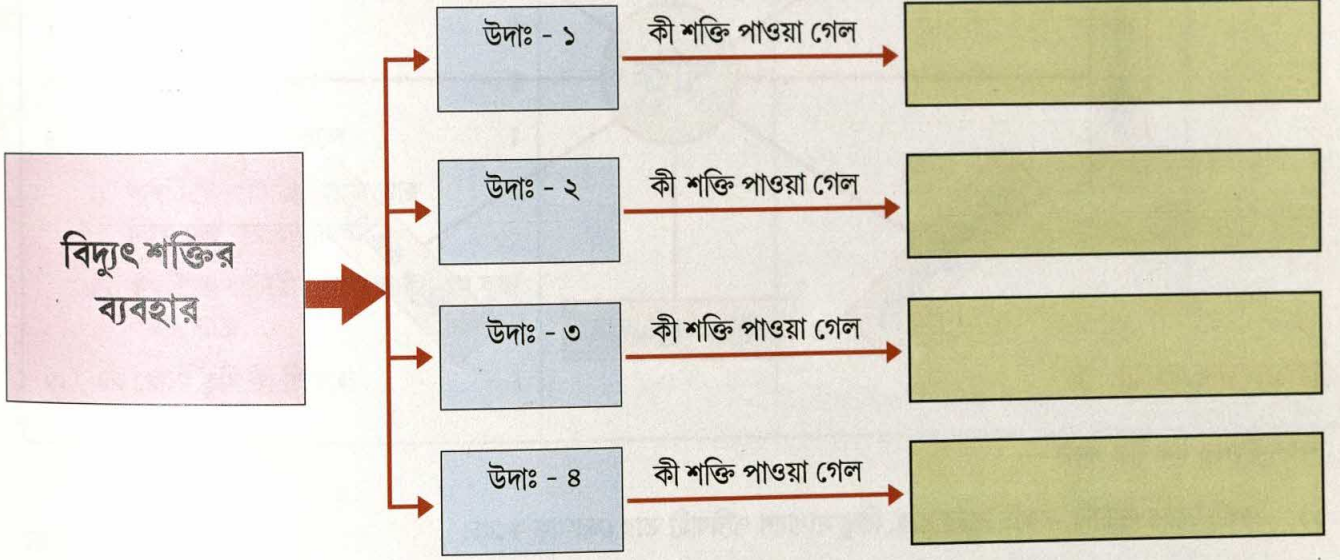 উদাঃ - ১ কী শক্তি পাওয়া গেল
উদাঃ - ২ কী শক্তি পাওয়া গেল
বিদ্যুৎ শক্তির
ব্যবহার
উদাঃ - ৩ কী শক্তি পাওয়া গেল
উদাঃ - ৪ কী শক্তি পাওয়া গেল